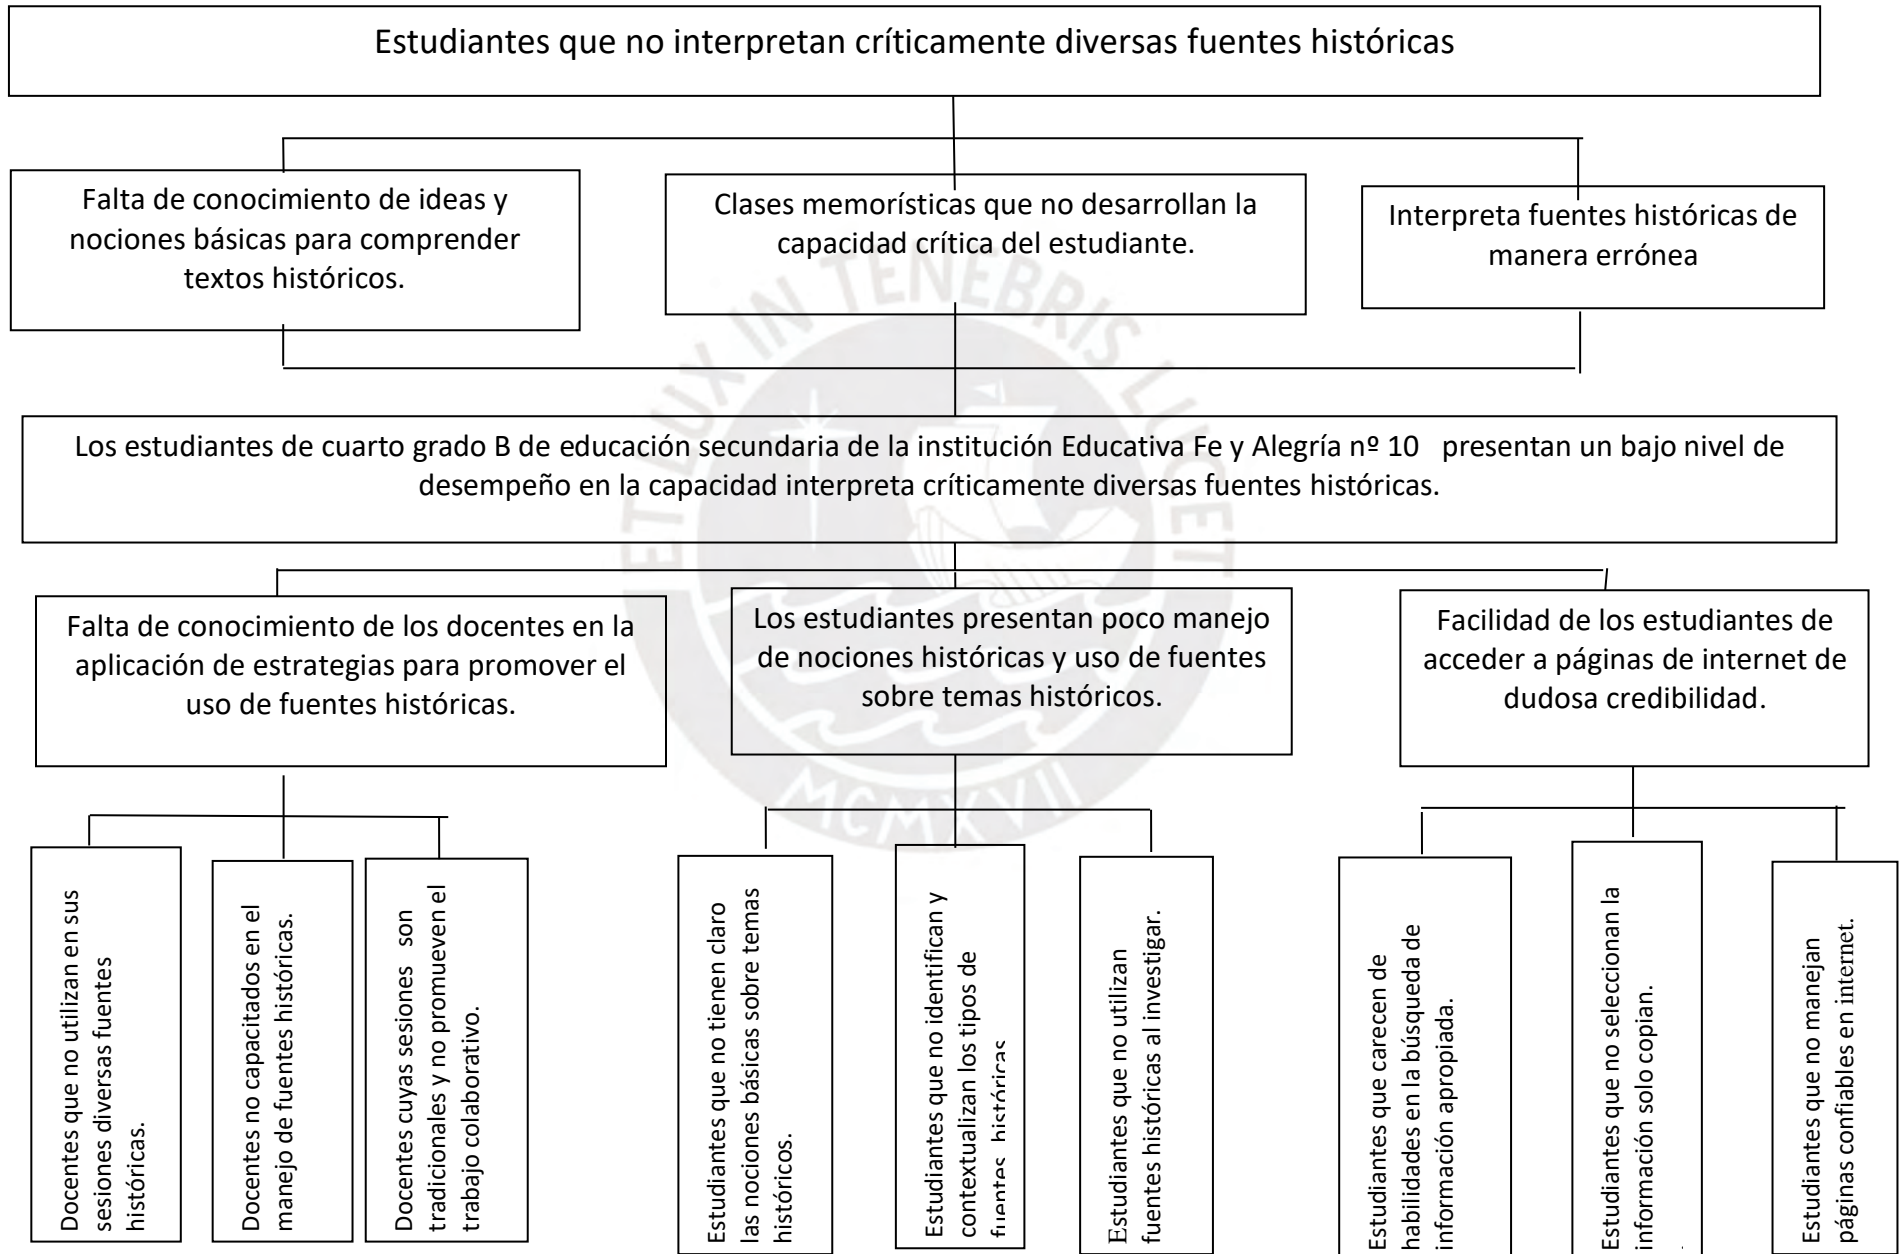 Estudiantes que no interpretan críticamente diversas fuentes históricas
Falta de conocimiento de ideas y
nociones básicas para comprender
textos históricos.
Clases memorísticas que no desarrollan la
capacidad crítica del estudiante.
Interpreta fuentes históricas de
manera errónea
Los estudiantes de cuarto grado B de educación secundaria de la institución Educativa Fe y Alegría nº 10 presentan un bajo nivel de
desempeño en la capacidad interpreta críticamente diversas fuentes históricas.
Falta de conocimiento de los docentes en la
aplicación de estrategias para promover el
uso de fuentes históricas.
Los estudiantes presentan poco manejo
de nociones históricas y uso de fuentes
sobre temas históricos.
Facilidad de los estudiantes de
acceder a páginas de internet de
dudosa credibilidad.
Docentes que no utilizan en sus
sesiones diversas fuentes
históricas.
Docentes no capacitados en el
manejo de fuentes históricas.
Docentes cuyas sesiones son
tradicionales y no promueven el
trabajo colaborativo.
Estudiantes que no tienen claro
las nociones básicas sobre temas
históricos.
Estudiantes que no identifican y
contextualizan los tipos de
fuentes históricas
Estudiantes que no utilizan
fuentes históricas al investigar.
Estudiantes que carecen de
habilidades en la búsqueda de
información apropiada.
Estudiantes que no seleccionan la
información solo copian.
Estudiantes que no manejan
páginas confiables en internet.
ET LUX IN TENEBRIS LUCET
MCMXVII